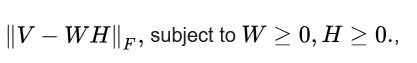 ‖V − WH‖_F, subject to W ≥ 0, H ≥ 0.,